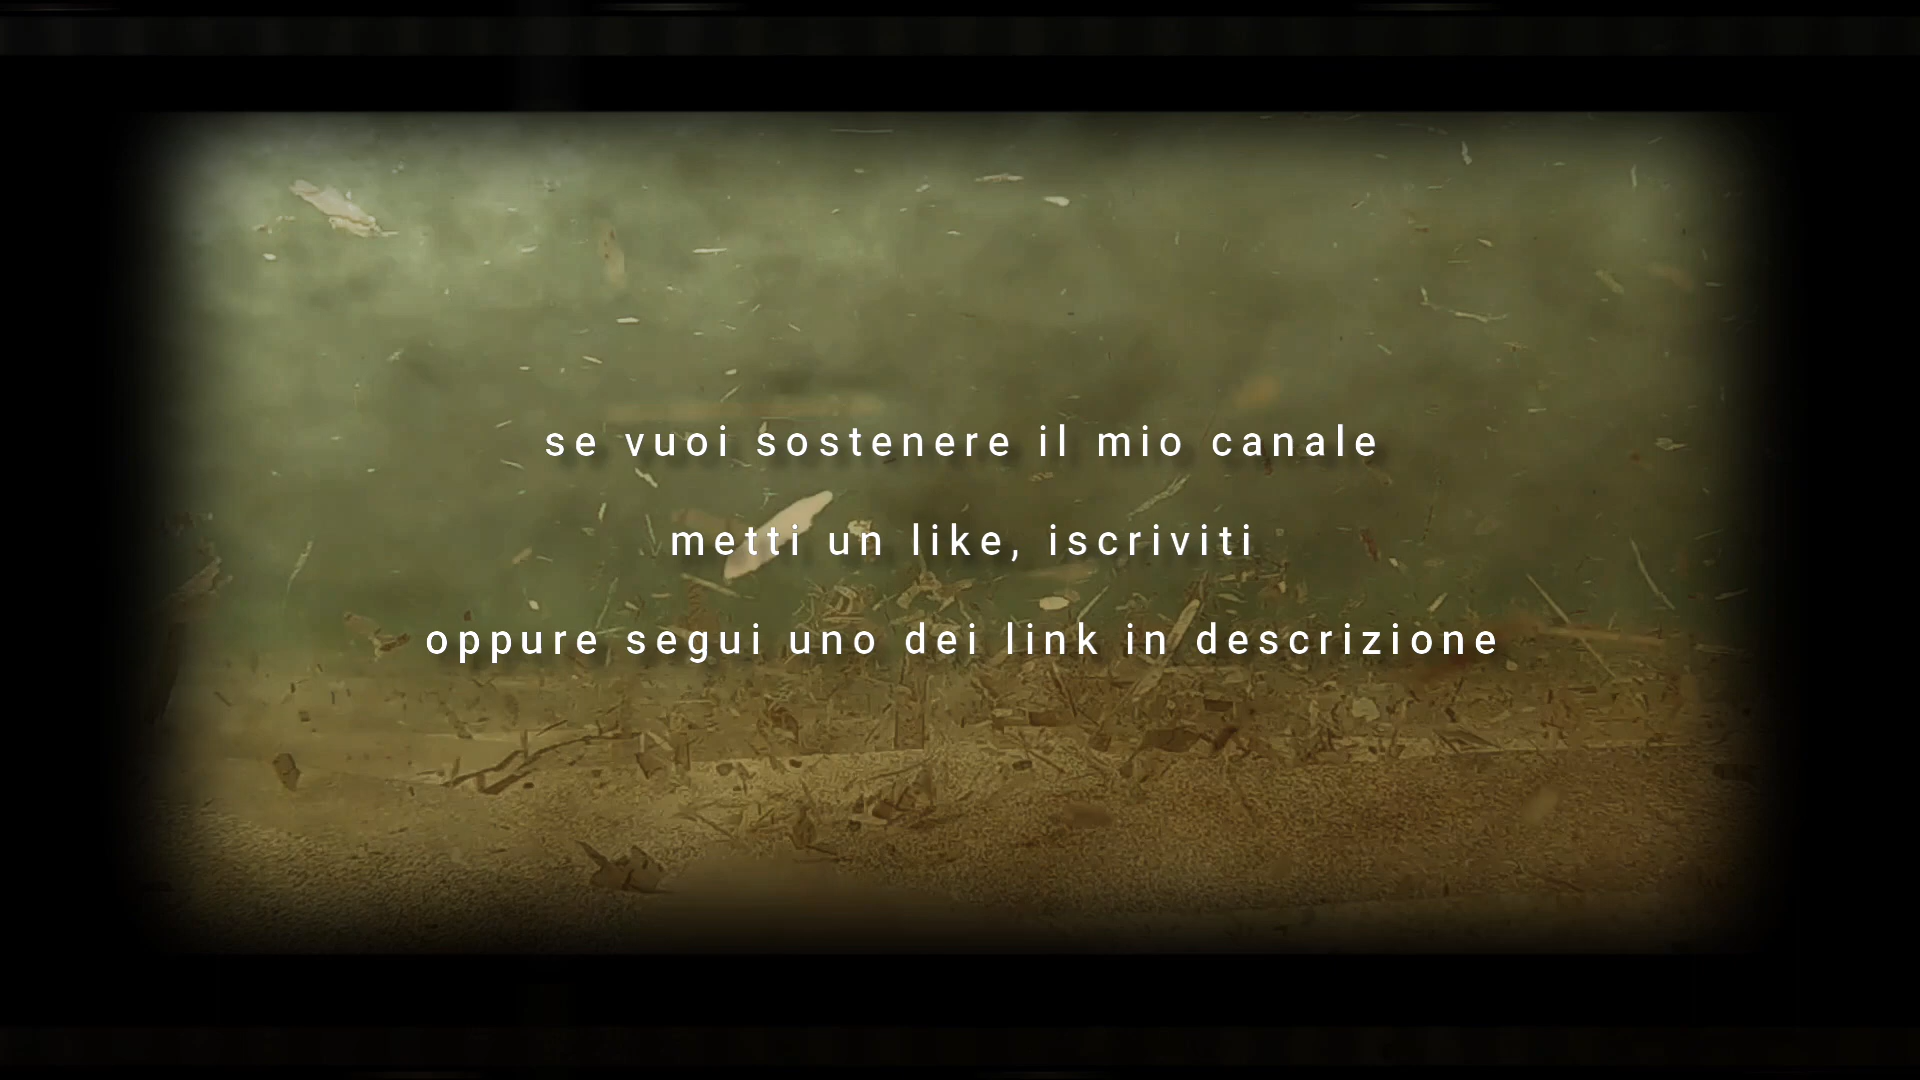 se vuoi sostenere il mio canale
metti un like, iscriviti
oppure segui uno dei link in descrizione